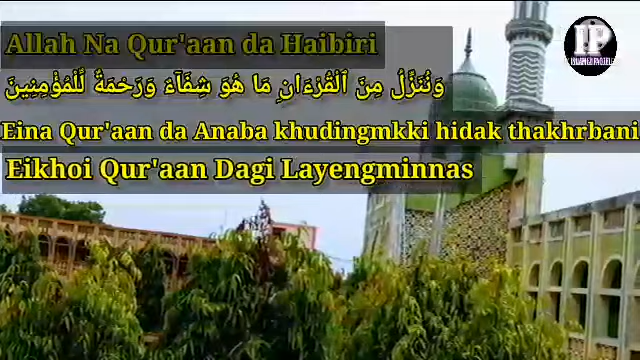 Allah Na Qur'aan da Haibiri
وَنُنَزِّلُ مِنَ ٱلْقُرْءَانِ مَا هُوَ شِفَآءٌ وَرَحْمَةٌ لِّلْمُؤْمِنِينَ
Eina Qur'aan da Anaba khudingmkki hidak thakhrbani
Eikhoi Qur'aan Dagi Layengminnas
IP